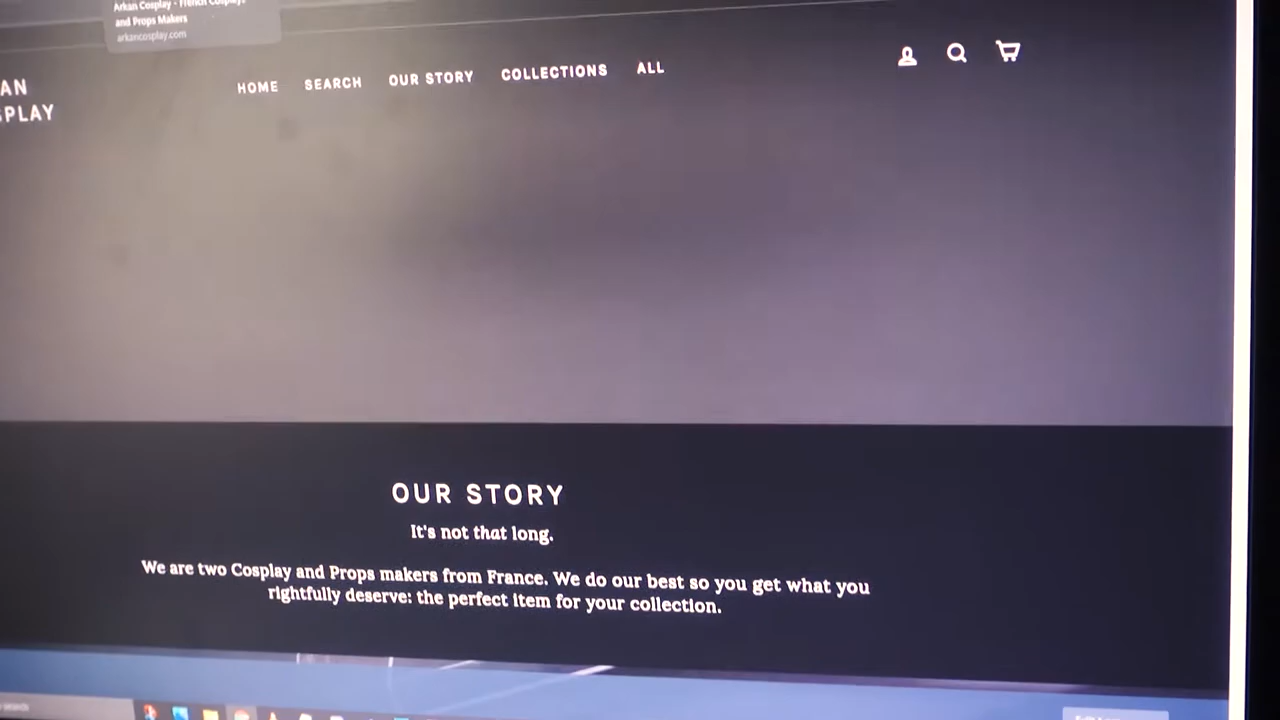 Arkan Cosplay - French Cosplays
and Props Makers
arkancosplay.com
AN
SPLAY
HOME SEARCH OUR STORY COLLECTIONS ALL
OUR STORY
It's not that long.
We are two Cosplay and Props makers from France. We do our best so you get what you
rightfully deserve: the perfect item for your collection.